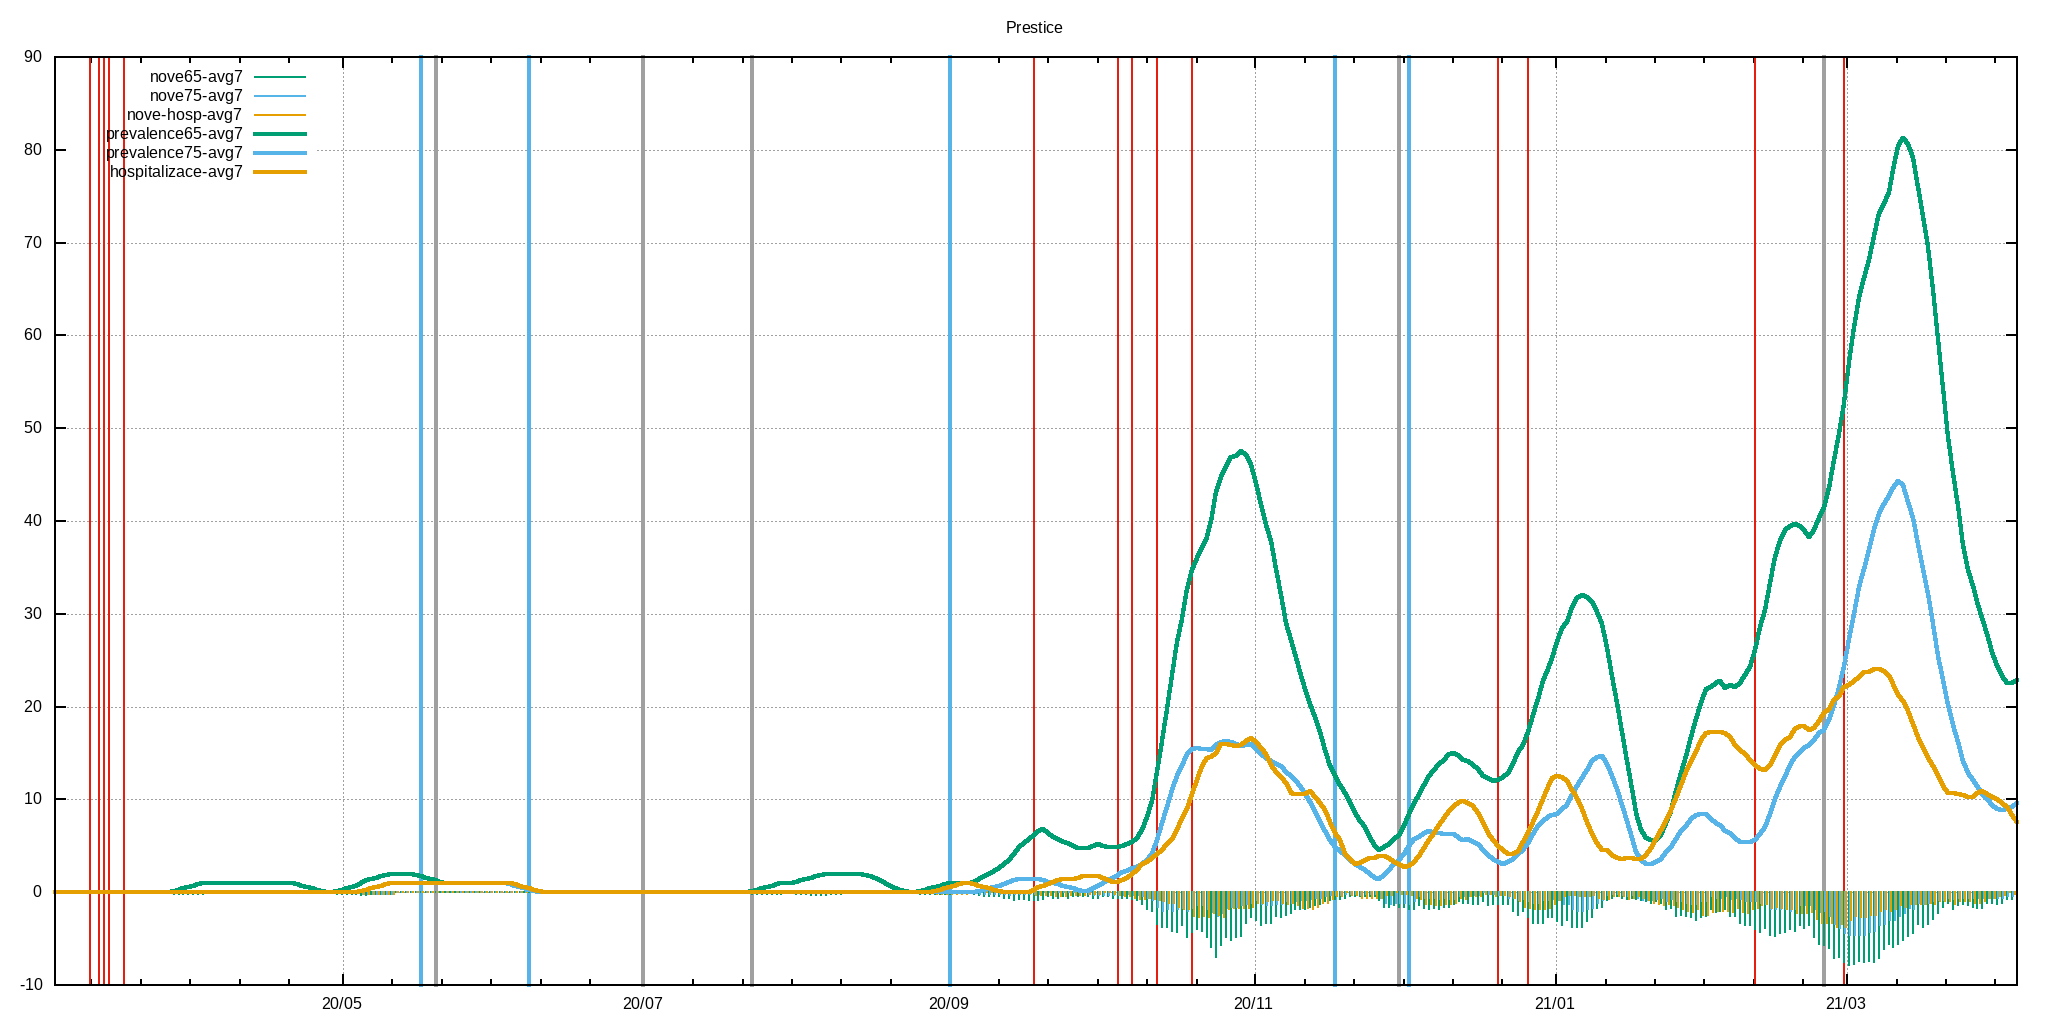 Prestice
90
80
70
60
50
40
30
20
10
0
-10
nove65-avg7
nove75-avg7
nove-hosp-avg7
prevalence65-avg7
prevalence75-avg7
hospitalizace-avg7
20/05 20/07 20/09 20/11 21/01 21/03